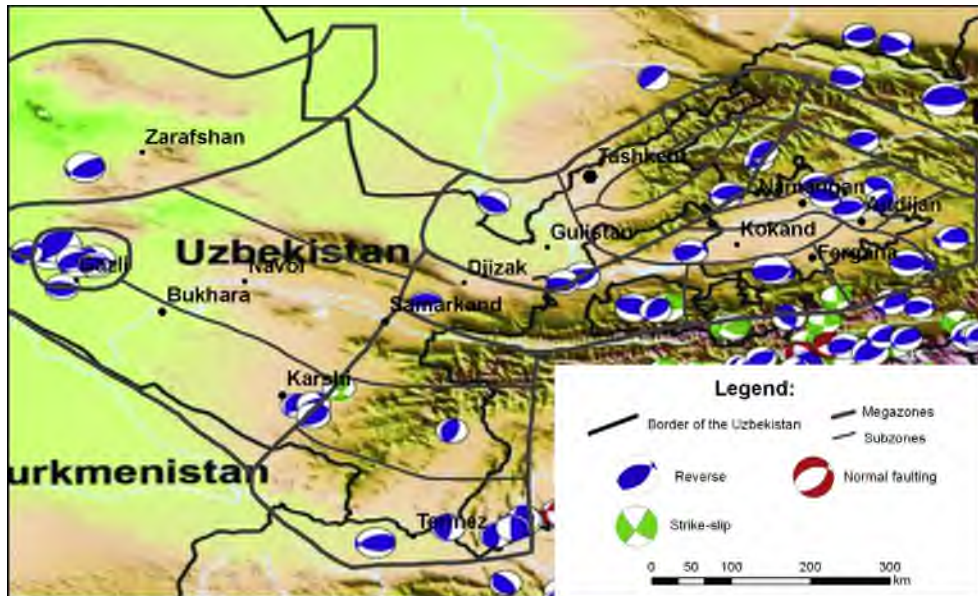 Zarafshan
Tashkent
Namangan
Andijan
Gulistan
Kokand
Fergana
Uzbekistan
Navoi
Djizak
Gazli
Bukhara
Samarkand
Karshi
urkmenistan
Termez
Legend:
Border of the Uzbekistan
Megazones
Subzones
Reverse
Normal faulting
Strike-slip
0 50 100 200 300
km